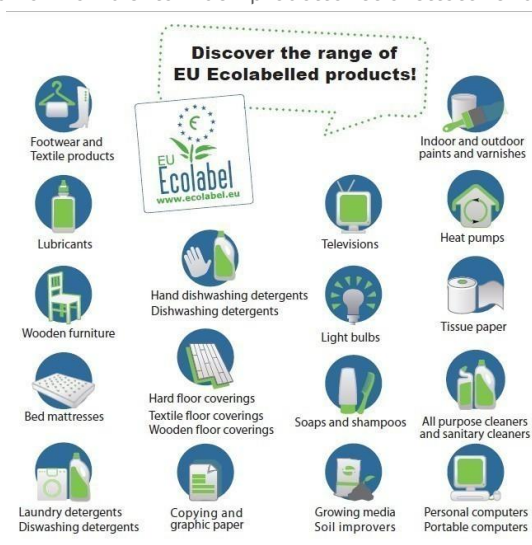 Discover the range of
EU Ecolabelled products!
EU
Ecolabel
www.ecolabel.eu
Footwear and
Textile products
Indoor and outdoor
paints and varnishes
Lubricants
Televisions
Heat pumps
Hand dishwashing detergents
Dishwashing detergents
Wooden furniture
Light bulbs
Tissue paper
Bed mattresses
Hard floor coverings
Textile floor coverings
Wooden floor coverings
Soaps and shampoos
All purpose cleaners
and sanitary cleaners
Laundry detergents
Diswashing detergents
Copying and
graphic paper
Growing media
Soil improvers
Personal computers
Portable computers